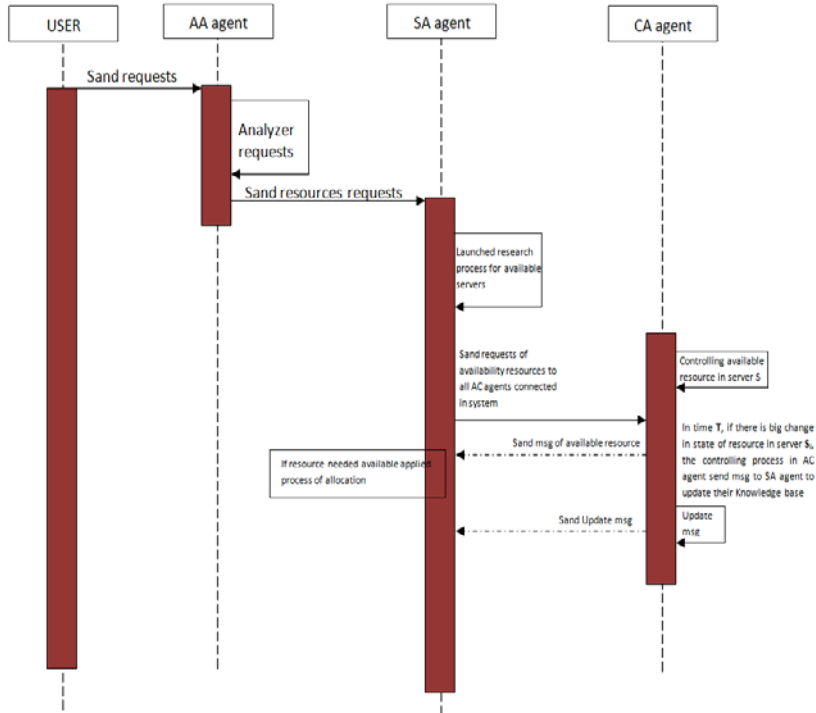 USER
AA agent
SA agent
CA agent
Sand requests
Analyzer
requests
Sand resources requests
Launched research
process for available
servers
Controlling available
resource in server S
Sand requests of
availability resources to
all AC agents connected
in system
In time T, if there is big change
in state of resource in server S,
the controlling process in AC
agent send msg to SA agent to
update their Knowledge base
Sand msg of available resource
If resource needed available applied
process of allocation
Update
msg
Sand Update msg